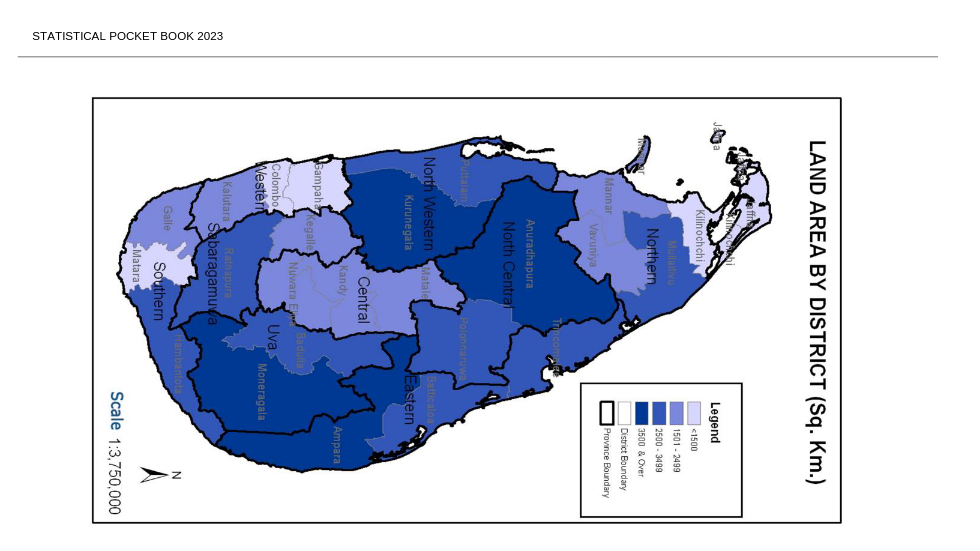 STATISTICAL POCKET BOOK 2023
LAND AREA BY DISTRICT (Sq. Km.)
Jaffna
Kilinochchi
Kilinochchi
Mullaitivu
Northern
Mannar
Mannar
Vavuniya
Anuradhapura
North Central
Trincomalee
Puttalam
North Western
Kurunegala
Polonnaruwa
Matale
Batticaloa
Eastern
Central
Kandy
Nuwara Eliya
Gampaha
Kegalle
Colombo
Western
Kalutara
Ratnapura
Sabaragamuwa
Uva
Badulla
Moneragala
Ampara
Galle
Matara
Southern
Hambantota
Legend
<1500
1501 - 2499
2500 - 3499
3500 & Over
District Boundary
Province Boundary
N
Scale 1:3,750,000